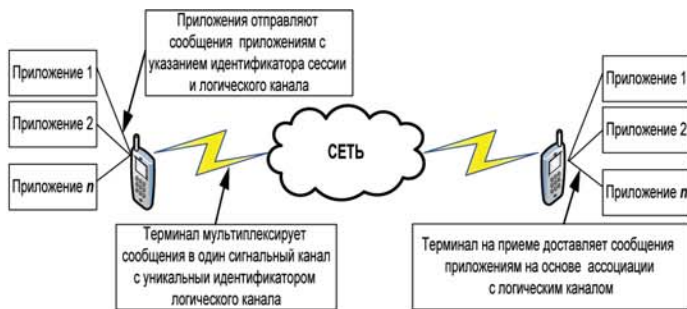 Приложения отправляют
сообщения приложениям с
указанием идентификатора сессии
и логического канала
Приложение 1
Приложение 2
Приложение n
СЕТЬ
Приложение 1
Приложение 2
Приложение n
Терминал мультиплексирует
сообщения в один сигнальный канал
с уникальным идентификатором
логического канала
Терминал на приеме доставляет сообщения
приложениям на основе ассоциации
с логическим каналом